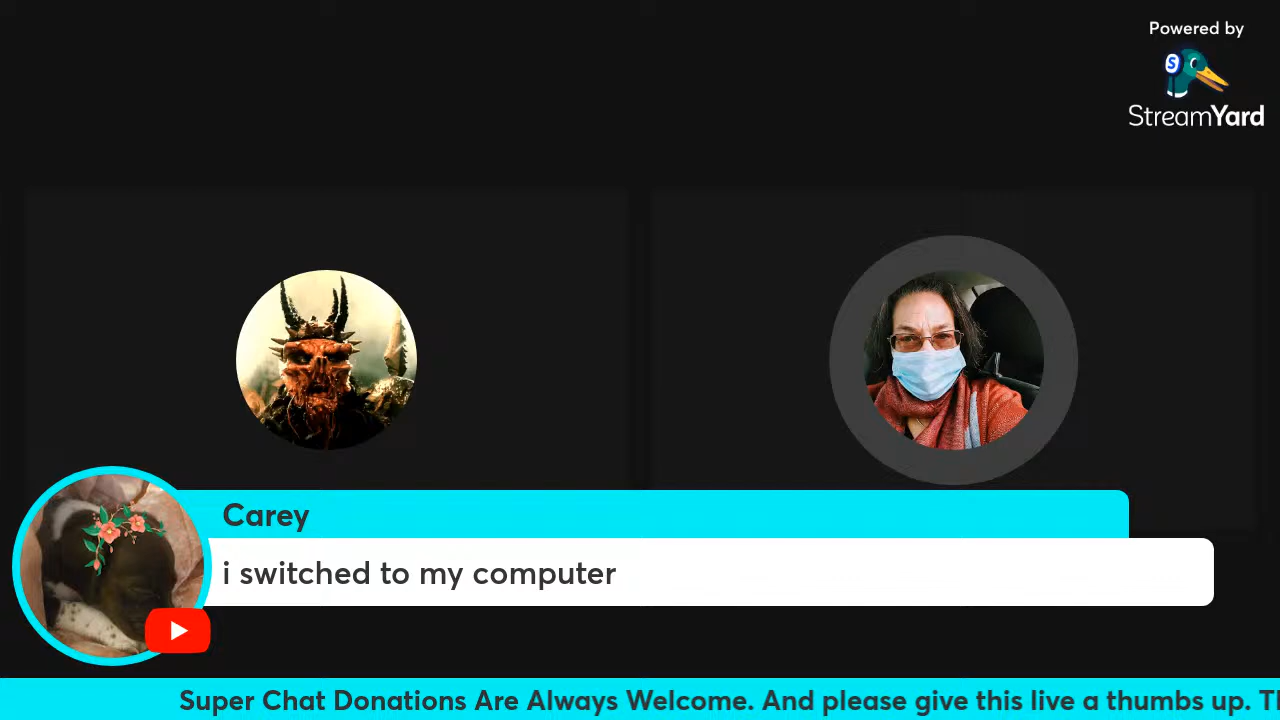 Powered by
S
StreamYard
Carey
i switched to my computer
Super Chat Donations Are Always Welcome. And please give this live a thumbs up.